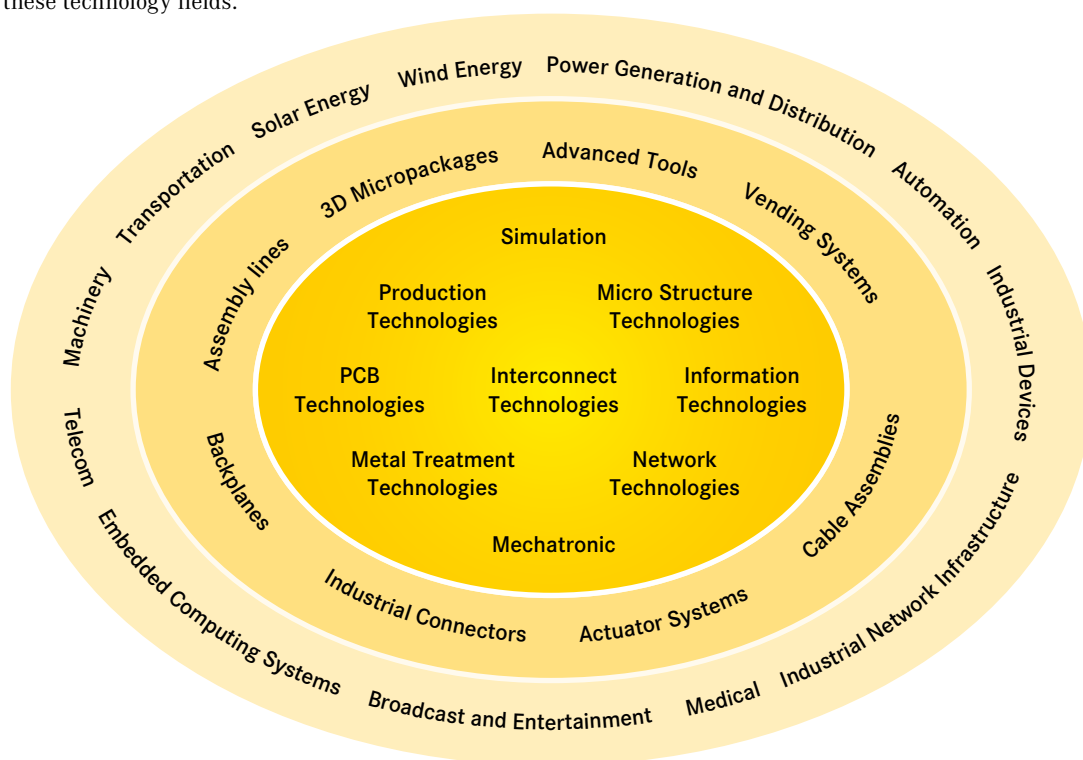 these technology fields.
Wind Energy
Power Generation and Distribution
Solar Energy
Transportation
Automation
Machinery
Industrial Devices
Telecom
Embedded Computing Systems
Broadcast and Entertainment
Medical
Industrial Network Infrastructure
3D Micropackages
Advanced Tools
Vending Systems
Assembly lines
Backplanes
Industrial Connectors
Actuator Systems
Cable Assemblies
Simulation
Production
Technologies
Micro Structure
Technologies
PCB
Technologies
Interconnect
Technologies
Information
Technologies
Metal Treatment
Technologies
Network
Technologies
Mechatronic